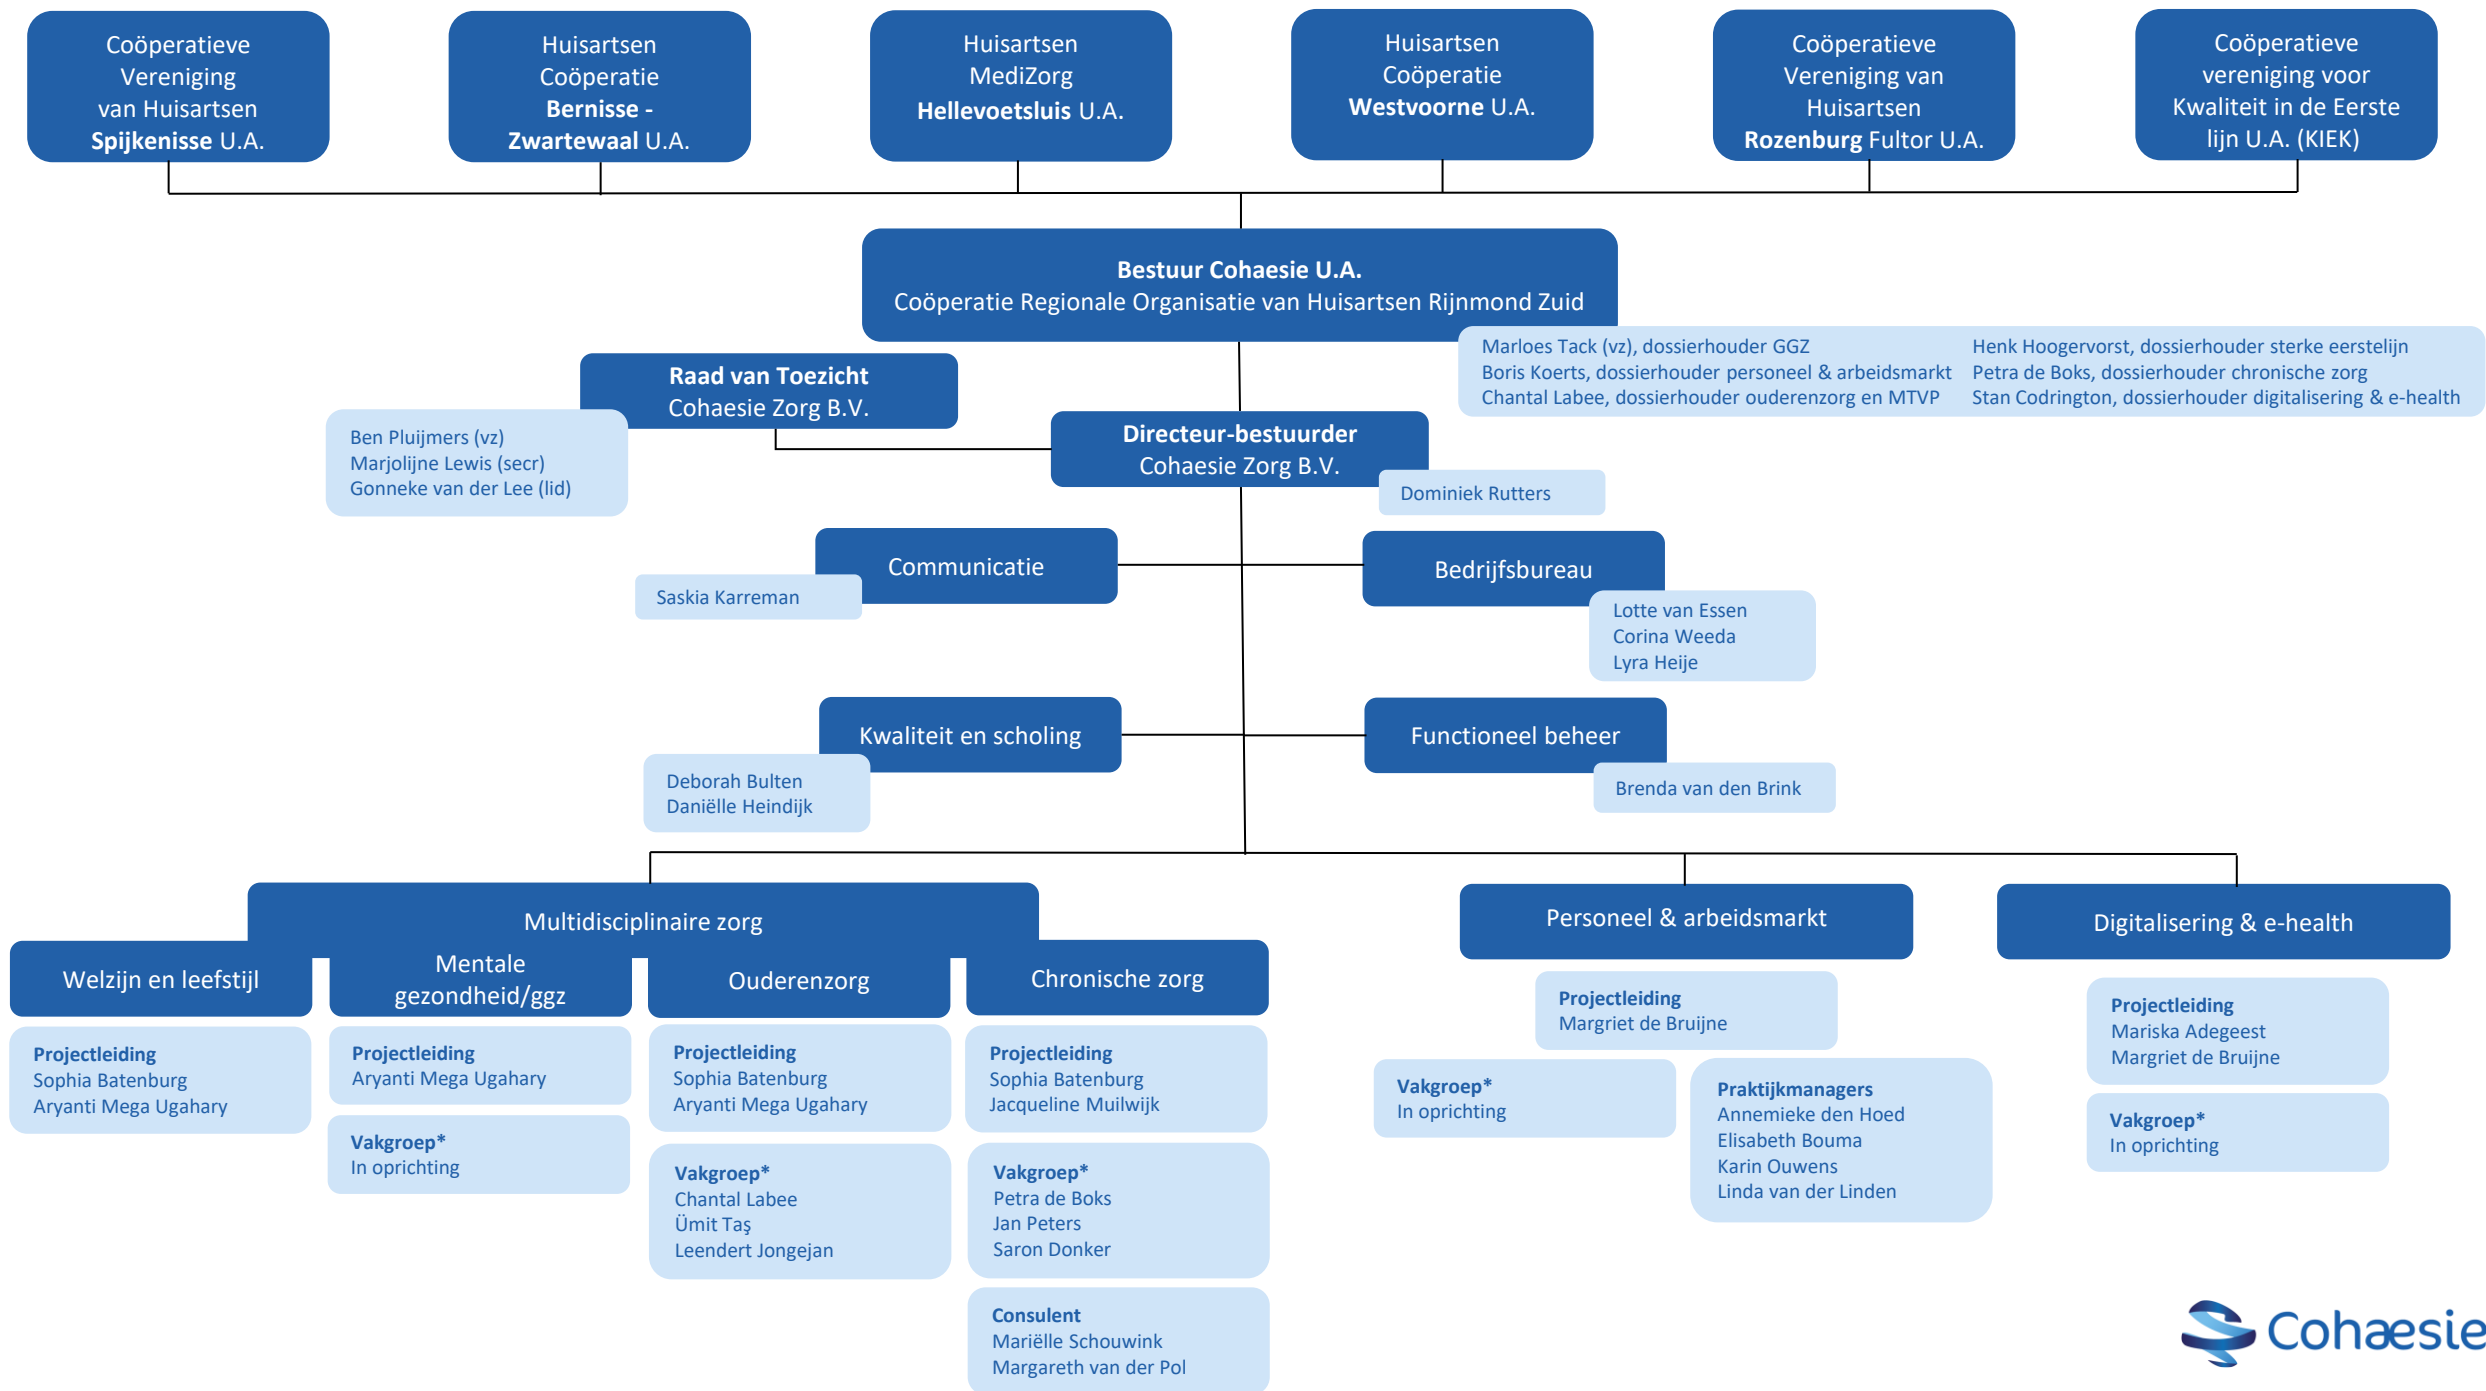 Coöperatieve
Vereniging
van Huisartsen
Spijkenisse U.A.
Huisartsen
Coöperatie
Bernisse -
Zwartewaal U.A.
Huisartsen
MediZorg
Hellevoetsluis U.A.
Huisartsen
Coöperatie
Westvoorne U.A.
Coöperatieve
Vereniging van
Huisartsen
Rozenburg Fultor U.A.
Coöperatieve
vereniging voor
Kwaliteit in de Eerste
lijn U.A. (KIEK)
Bestuur Cohaesie U.A.
Coöperatie Regionale Organisatie van Huisartsen Rijnmond Zuid
Marloes Tack (vz), dossierhouder GGZ
Boris Koerts, dossierhouder personeel & arbeidsmarkt
Chantal Labee, dossierhouder ouderenzorg en MTVP
Henk Hoogervorst, dossierhouder sterke eerstelijn
Petra de Boks, dossierhouder chronische zorg
Stan Codrington, dossierhouder digitalisering & e-health
Raad van Toezicht
Cohaesie Zorg B.V.
Ben Pluijmers (vz)
Marjolijne Lewis (secr)
Gonneke van der Lee (lid)
Directeur-bestuurder
Cohaesie Zorg B.V.
Dominiek Rutters
Communicatie
Saskia Karreman
Bedrijfsbureau
Lotte van Essen
Corina Weeda
Lyra Heije
Kwaliteit en scholing
Deborah Bulten
Daniëlle Heindijk
Functioneel beheer
Brenda van den Brink
Multidisciplinaire zorg
Welzijn en leefstijl
Projectleiding
Sophia Batenburg
Aryanti Mega Ugahary
Mentale
gezondheid/ggz
Projectleiding
Aryanti Mega Ugahary
Vakgroep*
In oprichting
Ouderenzorg
Projectleiding
Sophia Batenburg
Aryanti Mega Ugahary
Vakgroep*
Chantal Labee
Ümit Taş
Leendert Jongejan
Chronische zorg
Projectleiding
Sophia Batenburg
Jacqueline Muilwijk
Vakgroep*
Petra de Boks
Jan Peters
Saron Donker
Consulent
Mariëlle Schouwink
Margareth van der Pol
Personeel & arbeidsmarkt
Projectleiding
Margriet de Bruijne
Vakgroep*
In oprichting
Praktijkmanagers
Annemieke den Hoed
Elisabeth Bouma
Karin Ouwens
Linda van der Linden
Digitalisering & e-health
Projectleiding
Mariska Adegeest
Margriet de Bruijne
Vakgroep*
In oprichting
Cohæsie